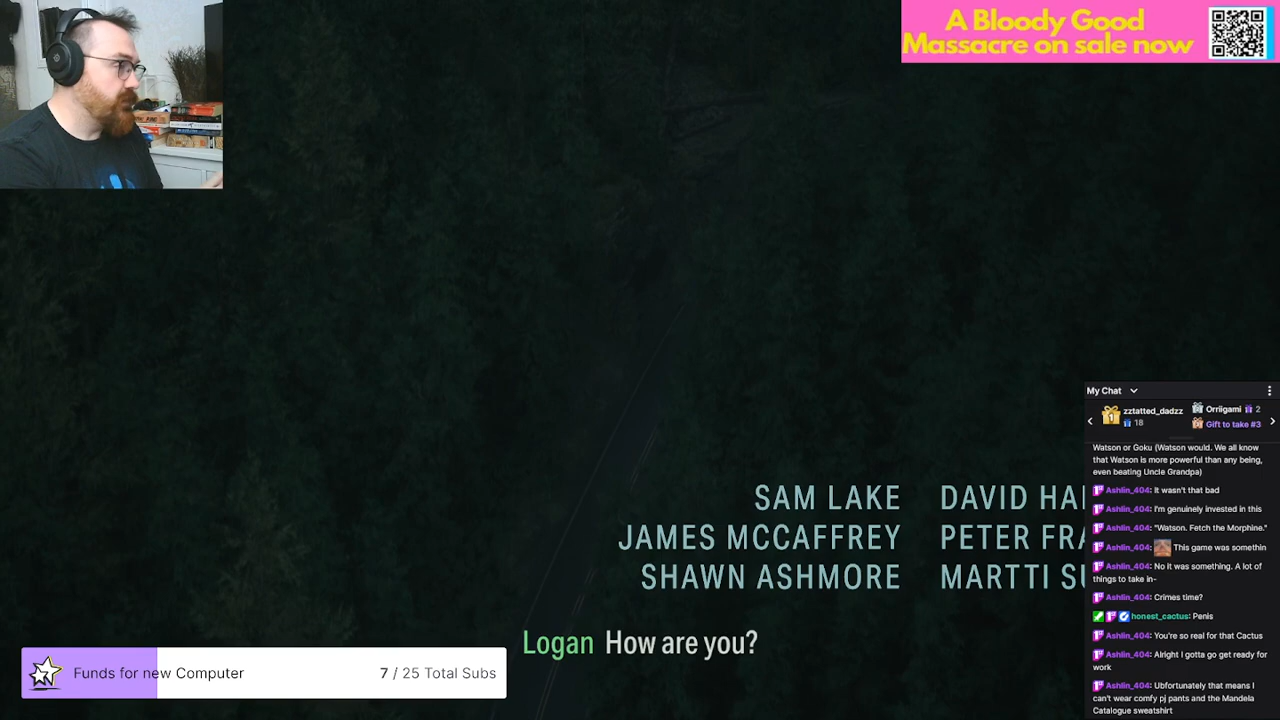 A Bloody Good
Massacre on sale now
My Chat
zztatted_dadzz
18
Orriigami 2
Gift to take #3
Watson or Goku (Watson would. We all know
that Watson is more powerful than any being,
even beating Uncle Grandpa)
Ashlin_404: It wasn't that bad
Ashlin_404: I'm genuinely invested in this
Ashlin_404: "Watson. Fetch the Morphine."
Ashlin_404: This game was somethin
Ashlin_404: No it was something. A lot of
things to take in-
Ashlin_404: Crimes time?
honest_cactus: Penis
Ashlin_404: You're so real for that Cactus
Ashlin_404: Alright I gotta go get ready for
work
Ashlin_404: Ubfortunately that means I
can't wear comfy pj pants and the Mandela
Catalogue sweatshirt
SAM LAKE DAVID HA
JAMES MCCAFFREY PETER FRA
SHAWN ASHMORE MARTTI SU
Logan How are you?
Funds for new Computer 7 / 25 Total Subs